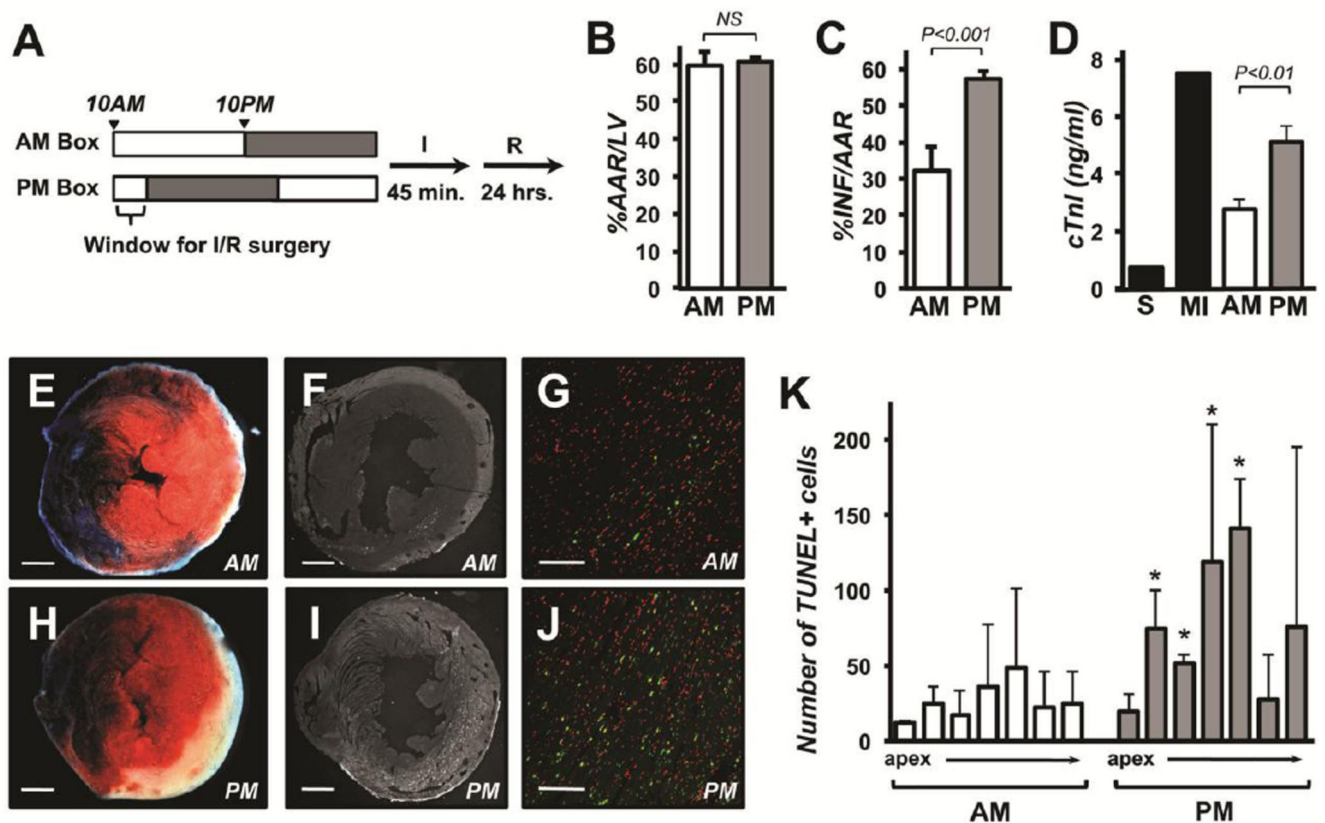 A
10AM 10PM
AM Box
PM Box
I
R
45 min. 24 hrs.
Window for I/R surgery
B
NS
%AAR/LV
60
50
40
30
20
10
0
AM PM
C
P<0.001
%INF/AAR
60
50
40
30
20
10
0
AM PM
D
P<0.01
cTnI (ng/ml)
8
6
4
2
0
S MI AM PM
E
AM
F
AM
G
AM
H
PM
I
PM
J
PM
K
Number of TUNEL+ cells
200
150
100
50
0
* * * *
apex apex
AM PM